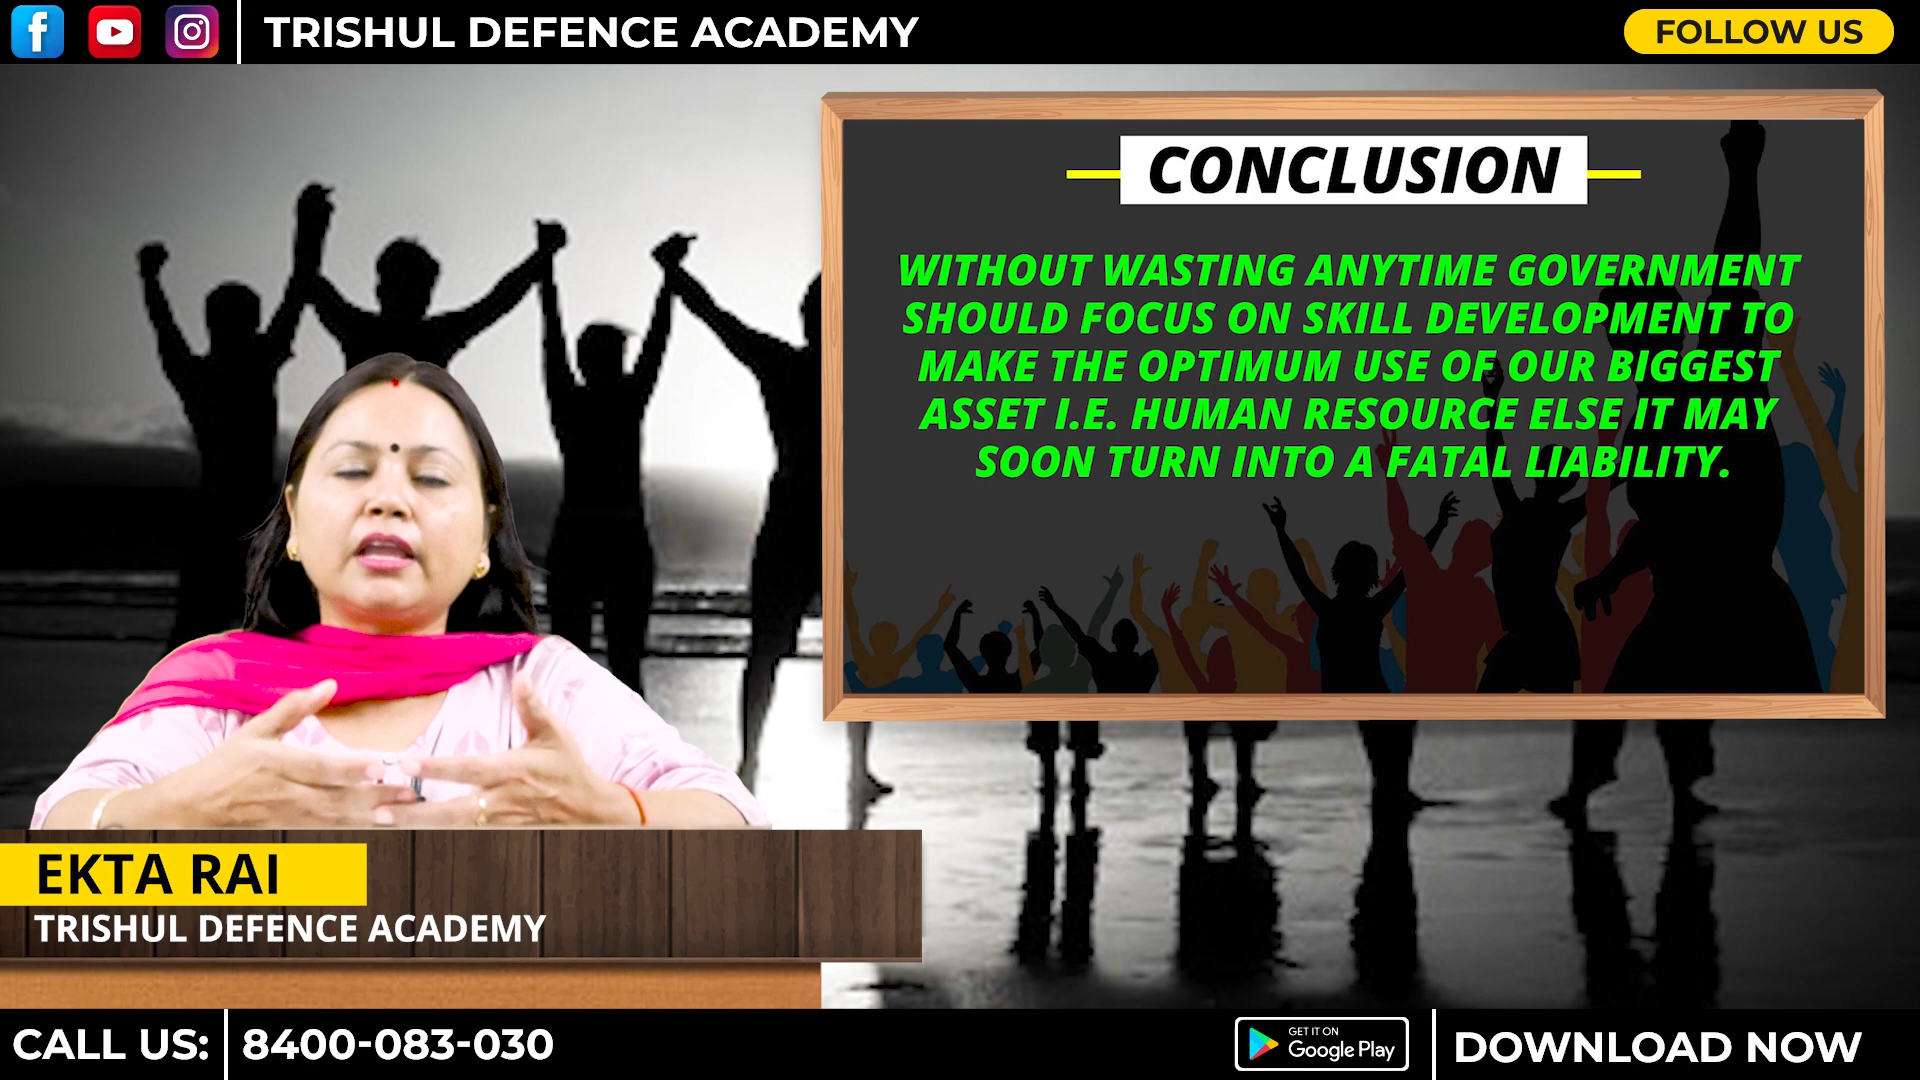 TRISHUL DEFENCE ACADEMY
FOLLOW US
CONCLUSION
WITHOUT WASTING ANYTIME GOVERNMENT
SHOULD FOCUS ON SKILL DEVELOPMENT TO
MAKE THE OPTIMUM USE OF OUR BIGGEST
ASSET I.E. HUMAN RESOURCE ELSE IT MAY
SOON TURN INTO A FATAL LIABILITY.
EKTA RAI
TRISHUL DEFENCE ACADEMY
CALL US: 8400-083-030
GET IT ON
Google Play
DOWNLOAD NOW